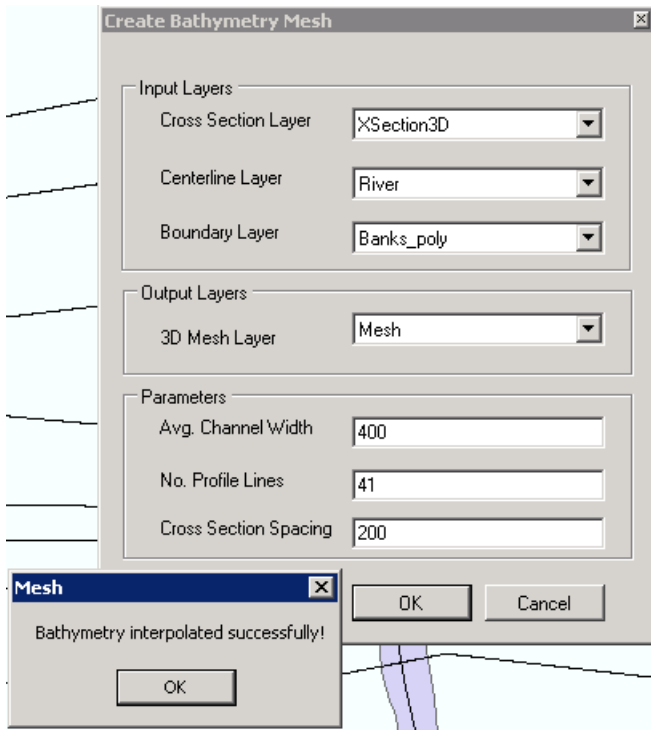 Create Bathymetry Mesh
Input Layers
Cross Section Layer XSection3D
Centerline Layer River
Boundary Layer Banks_poly
Output Layers
3D Mesh Layer Mesh
Parameters
Avg. Channel Width 400
No. Profile Lines 41
Cross Section Spacing 200
OK Cancel
Mesh
Bathymetry interpolated successfully!
OK